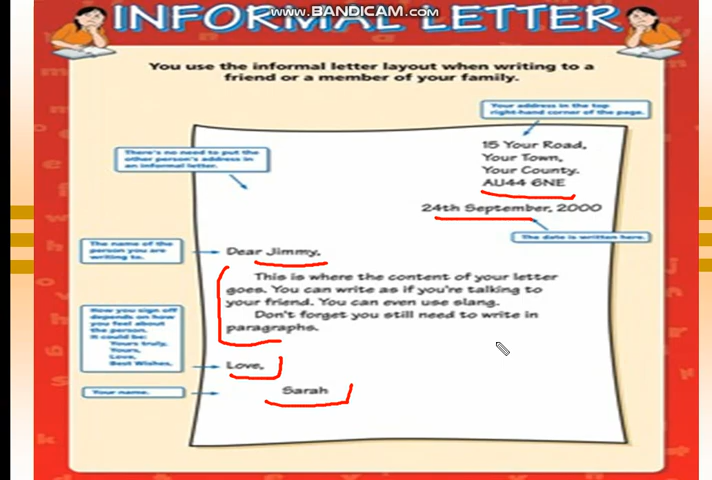 INFORMAL LETTER
www.BANDICAM.com
You use the informal letter layout when writing to a
friend or a member of your family.
Your address in the top
right-hand corner of the page.
There's no need to put the
other person's address in
an informal letter.
15 Your Road,
Your Town,
Your County.
AU44 6NE
24th September, 2000
The date is written here.
The name of the
person you are
writing to.
Dear Jimmy,
This is where the content of your letter
goes. You can write as if you're talking to
your friend. You can even use slang.
Don't forget you still need to write in
paragraphs.
How you sign off
depends on how
you feel about
the person.
It could be:
Yours truly,
Yours,
Love,
Best Wishes,
Love,
Your name.
Sarah